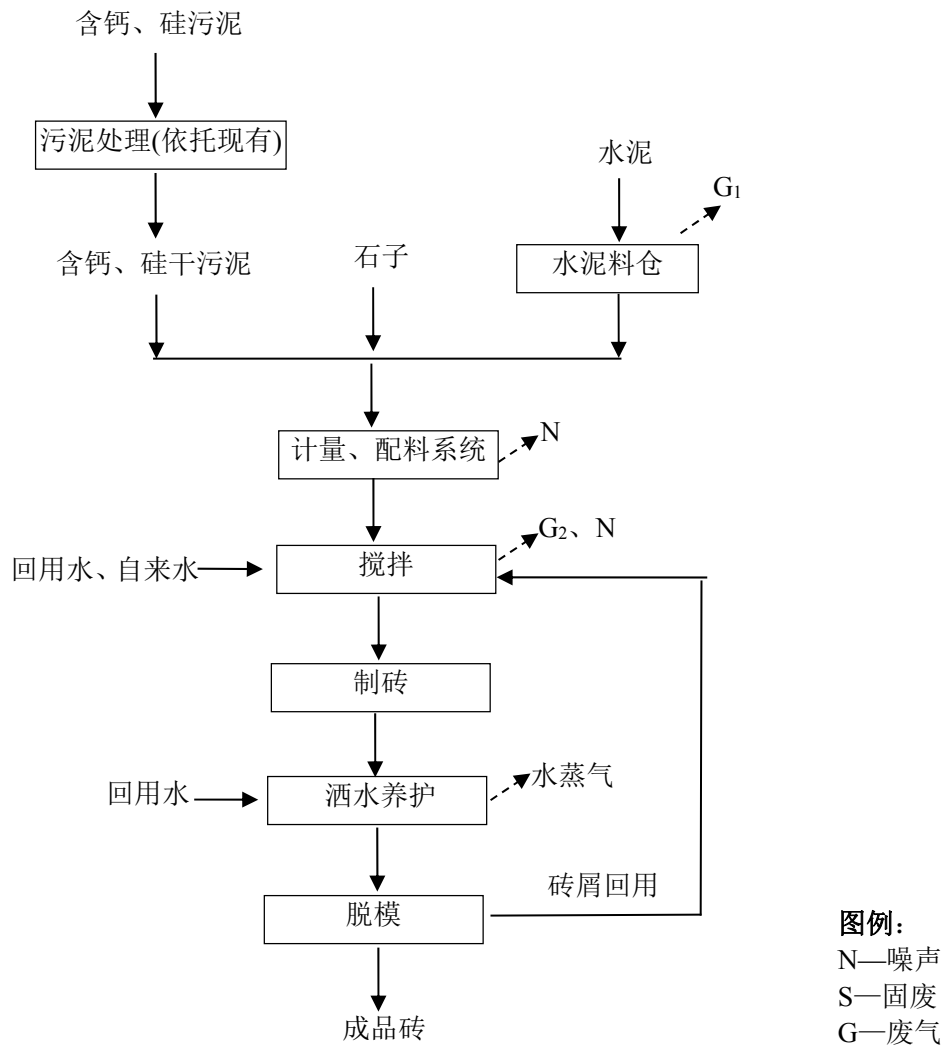 含钙、硅污泥
污泥处理(依托现有)
水泥
G₁
含钙、硅干污泥
石子
水泥料仓
计量、配料系统
N
G₂、N
回用水、自来水
搅拌
制砖
回用水
洒水养护
水蒸气
砖屑回用
脱模
成品砖
图例：
N—噪声
S—固废
G—废气